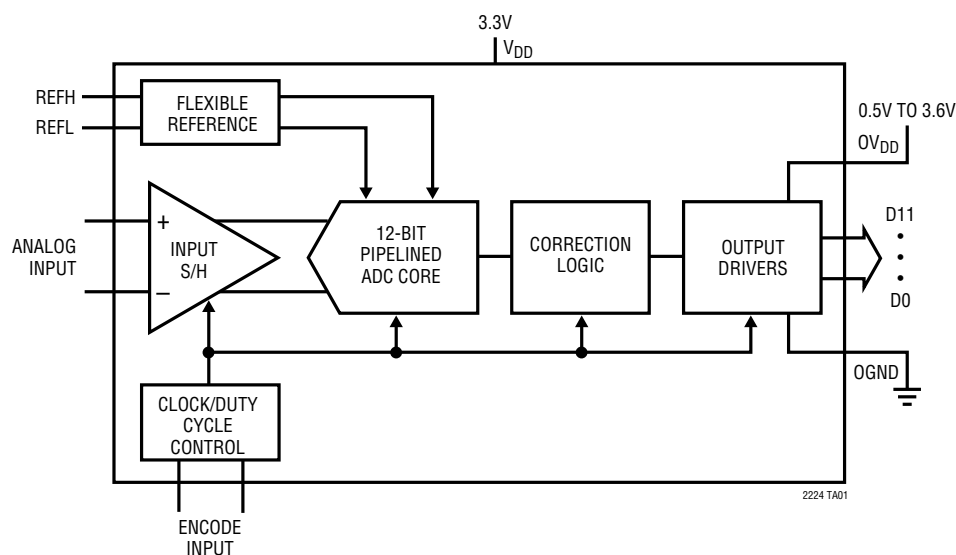 3.3V
VDD
REFH
REFL
FLEXIBLE
REFERENCE
0.5V TO 3.6V
OVDD
ANALOG
INPUT
+
–
INPUT
S/H
12-BIT
PIPELINED
ADC CORE
CORRECTION
LOGIC
OUTPUT
DRIVERS
D11
•
•
•
D0
OGND
CLOCK/DUTY
CYCLE
CONTROL
2224 TA01
ENCODE
INPUT